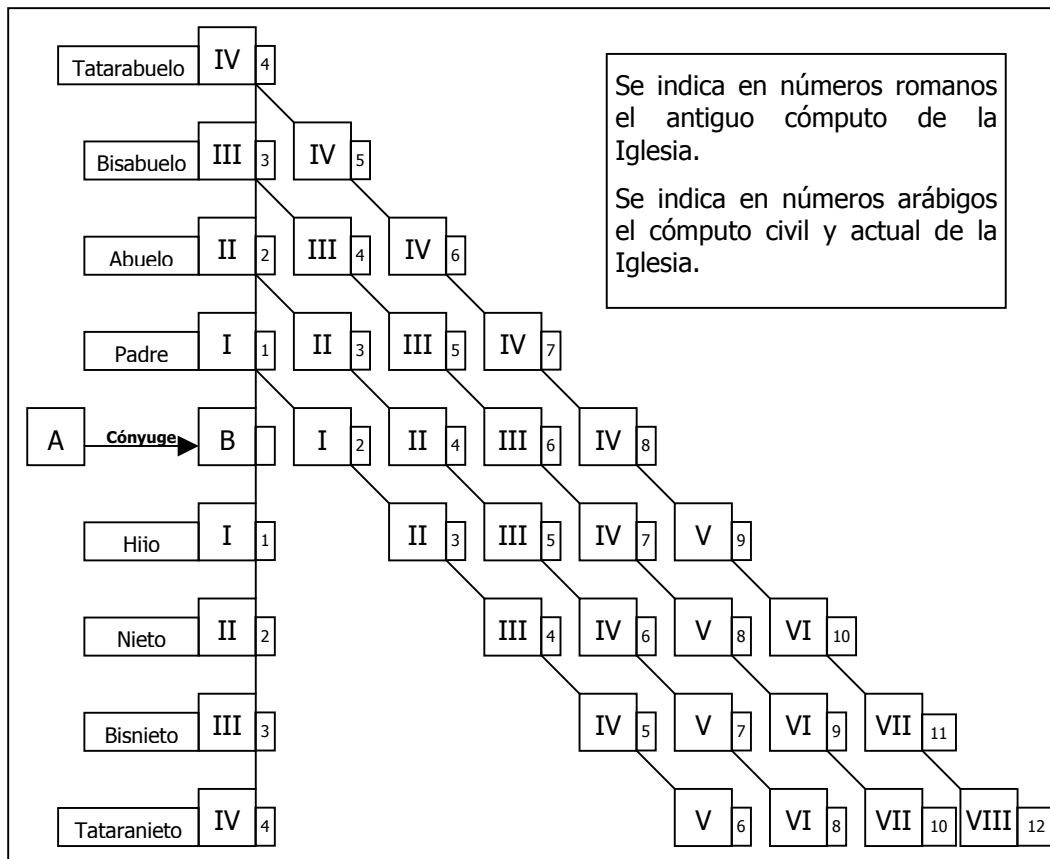 Tatarabuelo IV 4
Se indica en números romanos
el antiguo cómputo de la
Iglesia.
Se indica en números arábigos
el cómputo civil y actual de la
Iglesia.
Bisabuelo III 3 IV 5
Abuelo II 2 III 4 IV 6
Padre I 1 II 3 III 5 IV 7
A Cónyuge B I 2 II 4 III 6 IV 8
Hijo I 1 II 3 III 5 IV 7 V 9
Nieto II 2 III 4 IV 6 V 8 VI 10
Bisnieto III 3 IV 5 V 7 VI 9 VII 11
Tataranieto IV 4 V 6 VI 8 VII 10 VIII 12